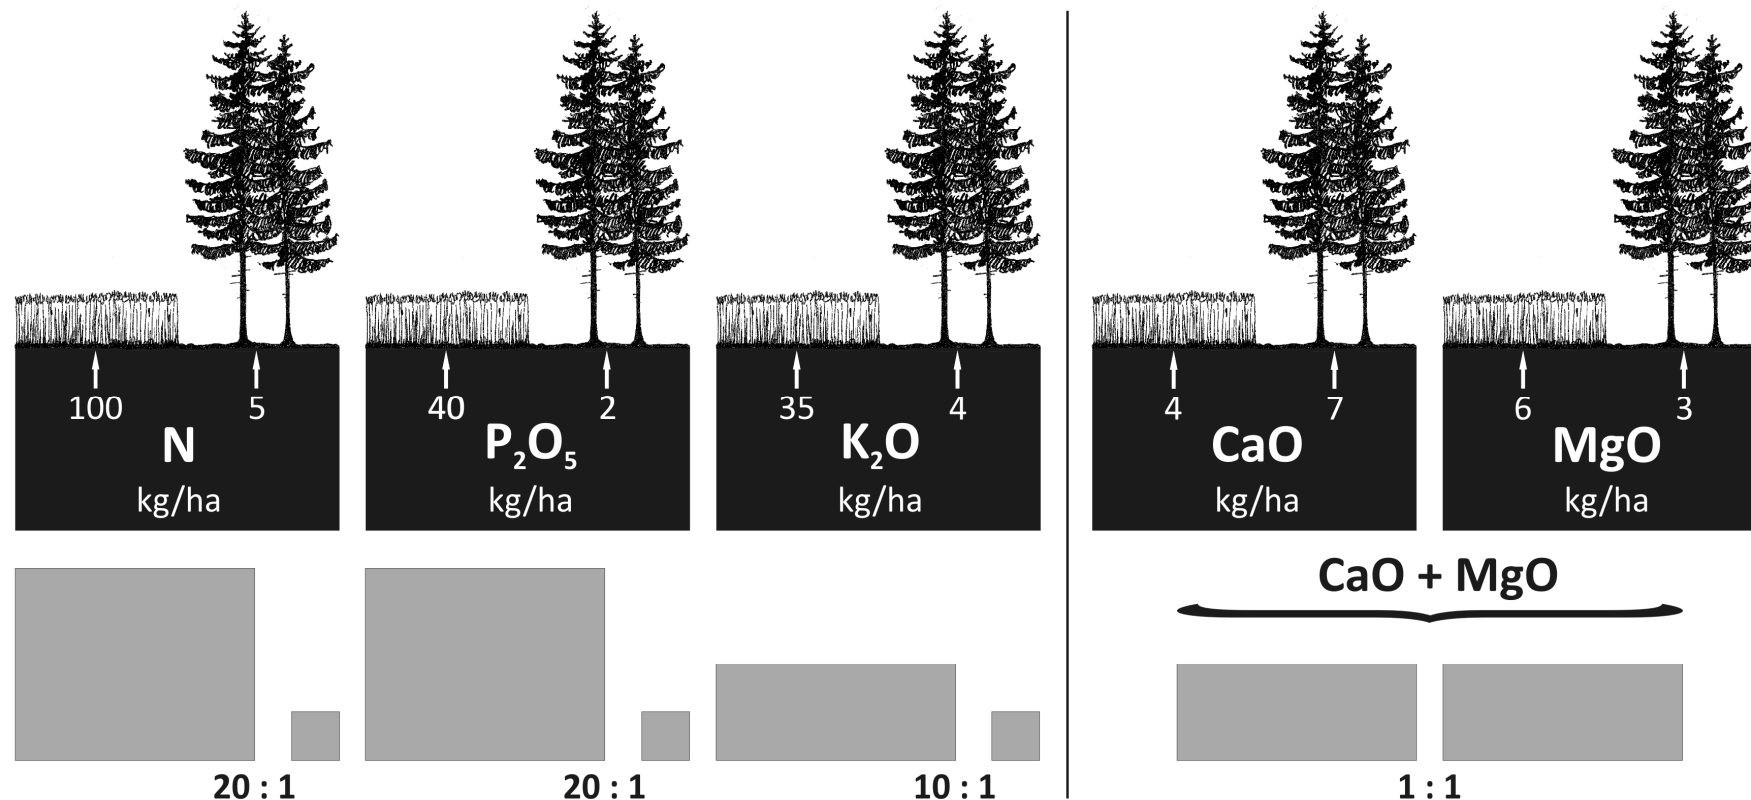 100 5
N
kg/ha
40 2
P₂O₅
kg/ha
35 4
K₂O
kg/ha
4 7
CaO
kg/ha
6 3
MgO
kg/ha
CaO + MgO
20 : 1
20 : 1
10 : 1
1 : 1